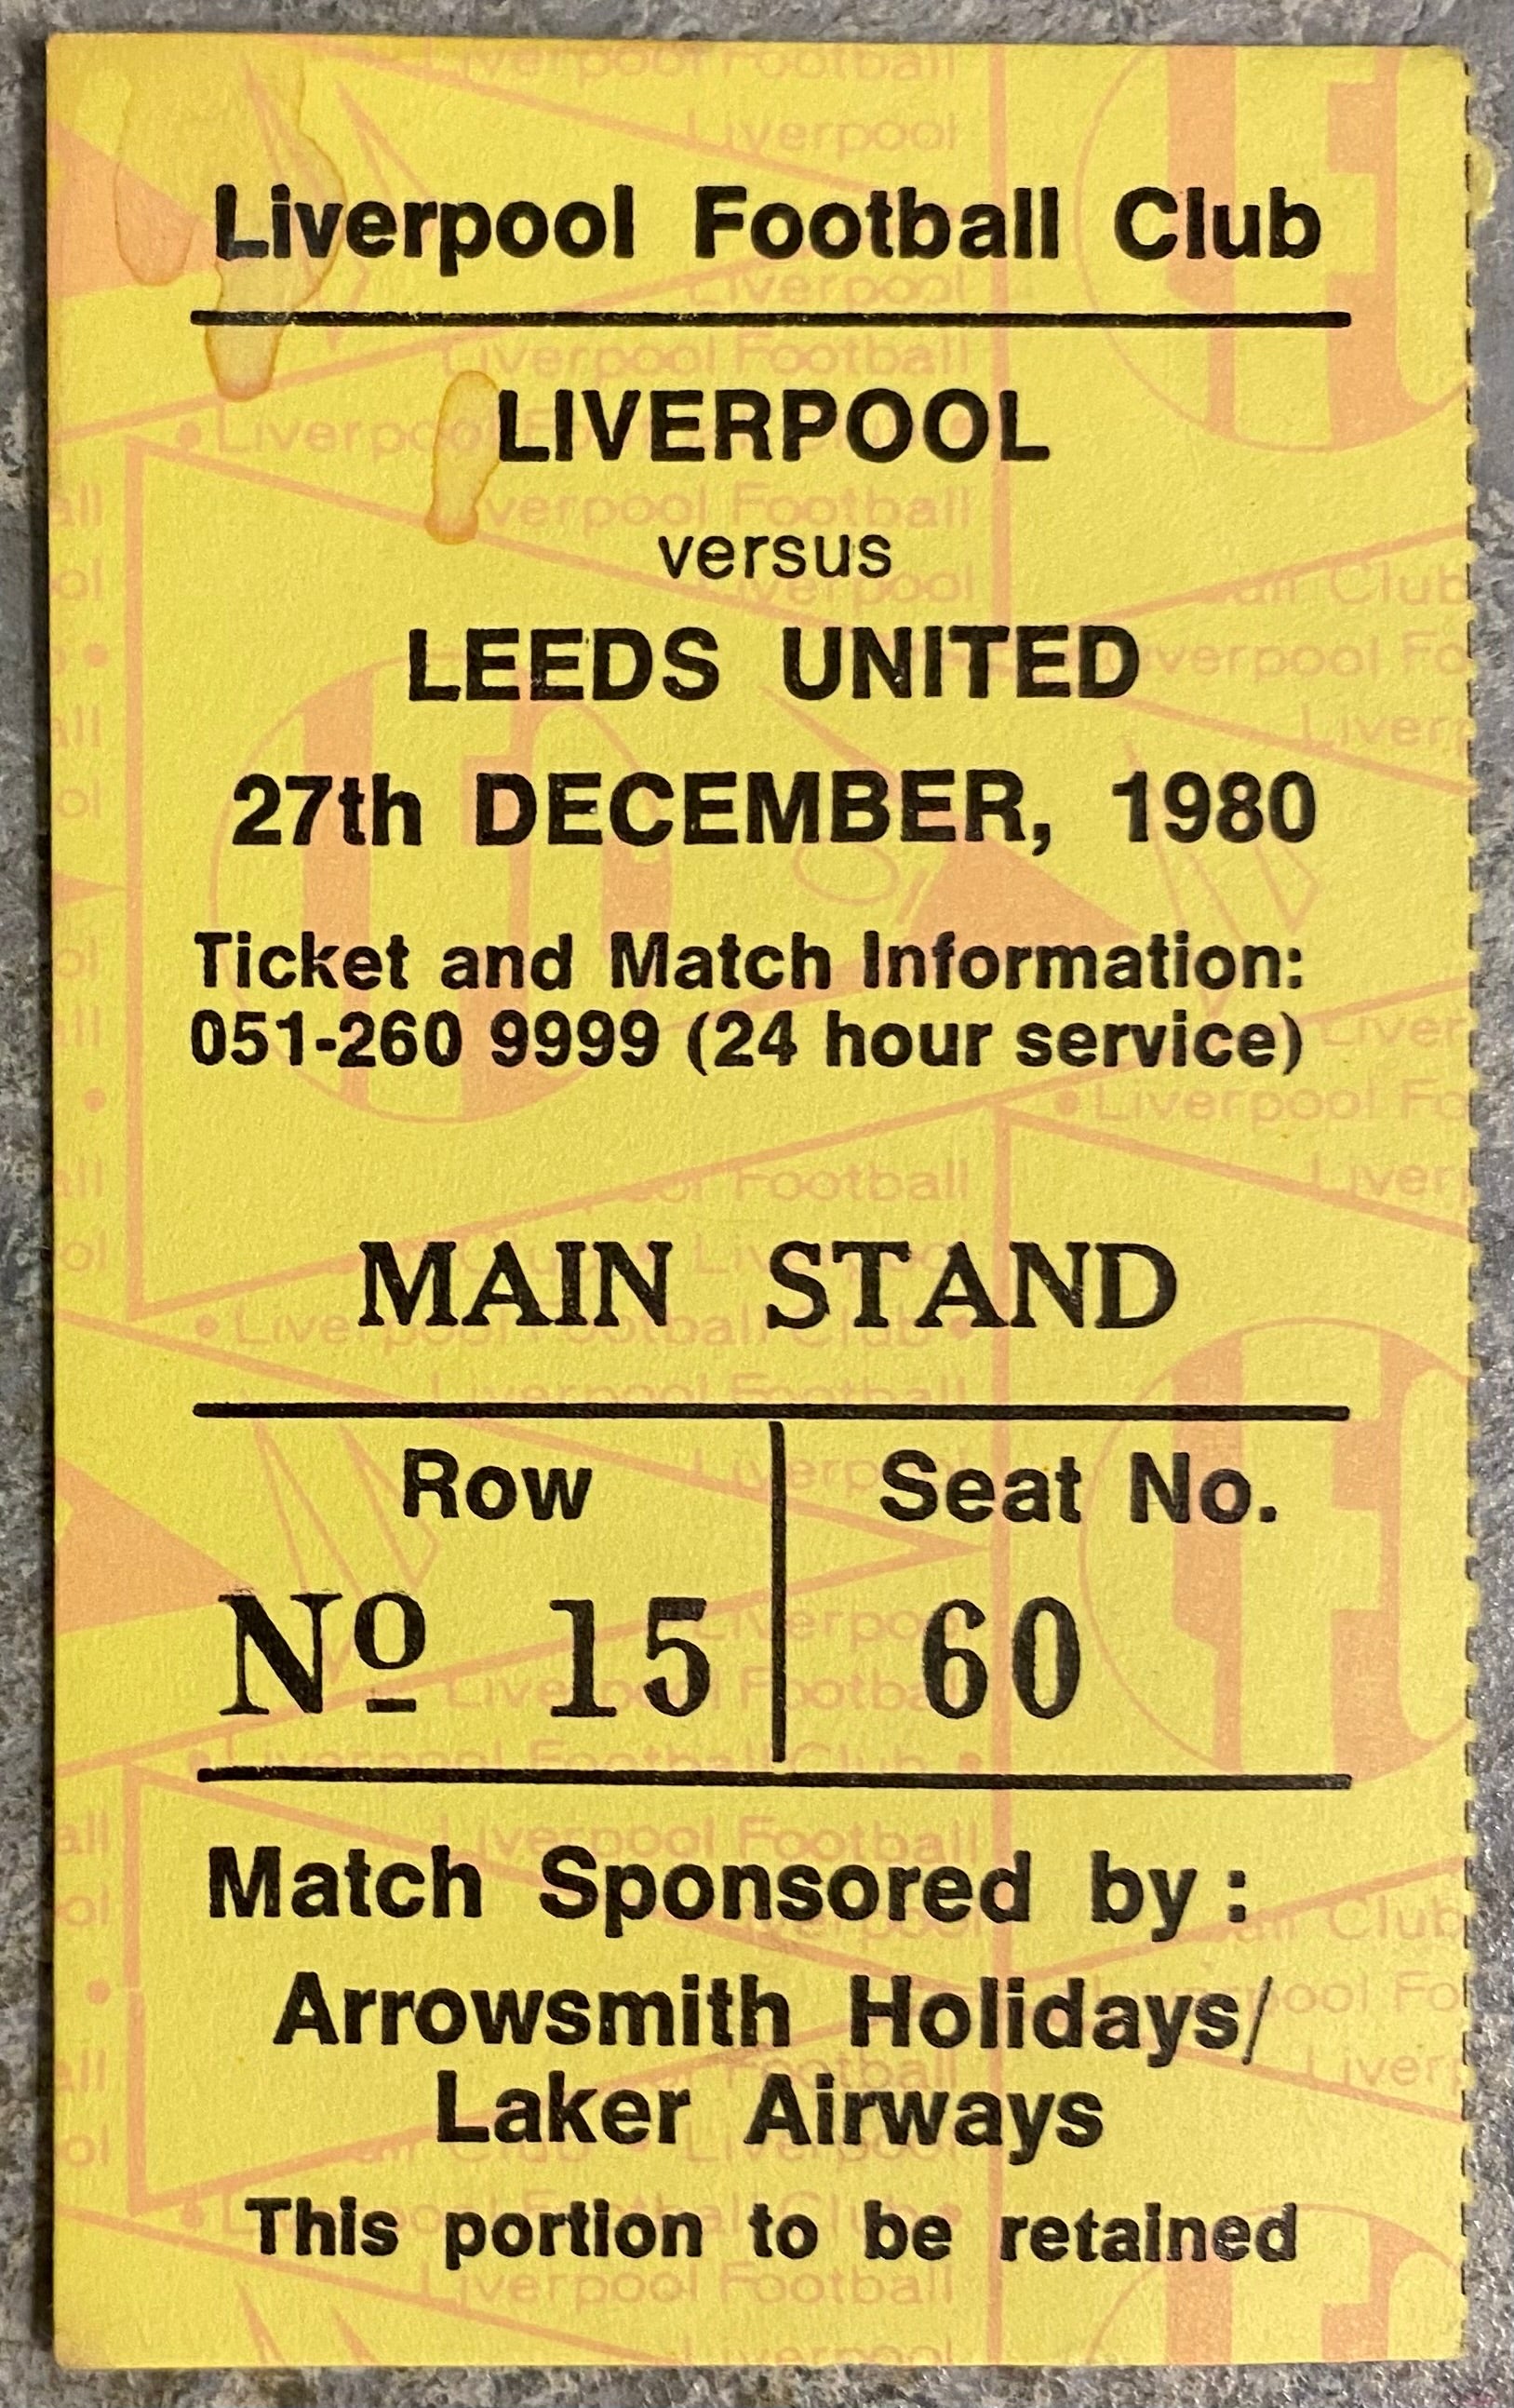 Liverpool Football Club
LIVERPOOL
versus
LEEDS UNITED
27th DECEMBER, 1980
Ticket and Match Information:
051-260 9999 (24 hour service)
MAIN STAND
Row
Seat No.
Nº 15
60
Match Sponsored by :
Arrowsmith Holidays/
Laker Airways
This portion to be retained